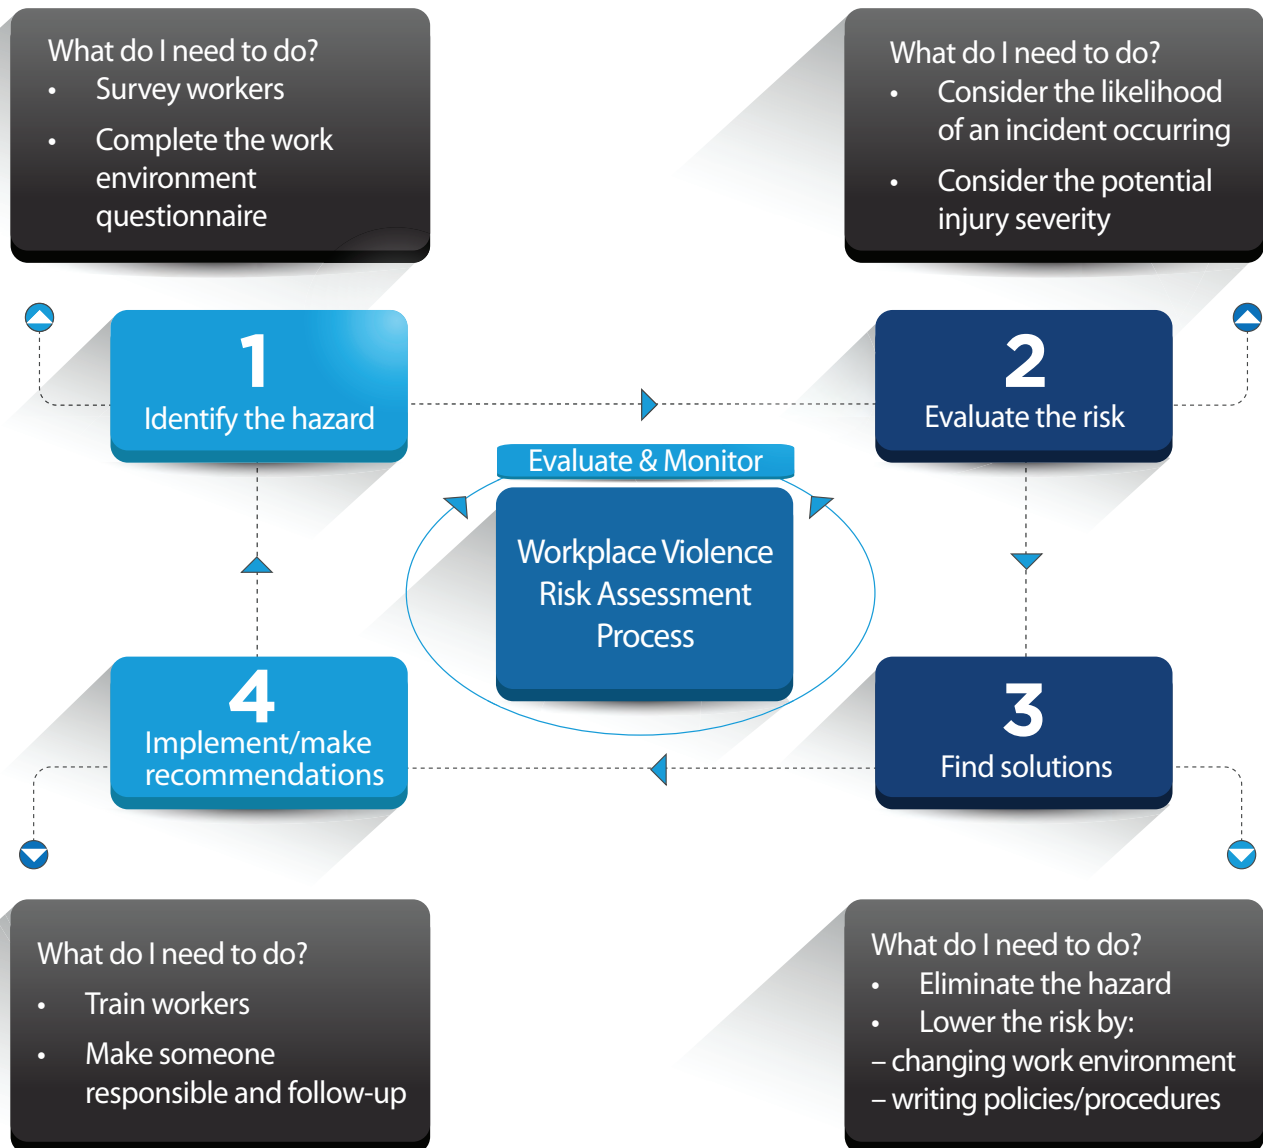 What do I need to do?
• Survey workers
• Complete the work
environment
questionnaire
What do I need to do?
• Consider the likelihood
of an incident occurring
• Consider the potential
injury severity
1
Identify the hazard
2
Evaluate the risk
Evaluate & Monitor
Workplace Violence
Risk Assessment
Process
4
Implement/make
recommendations
3
Find solutions
What do I need to do?
• Train workers
• Make someone
responsible and follow-up
What do I need to do?
• Eliminate the hazard
• Lower the risk by:
– changing work environment
– writing policies/procedures